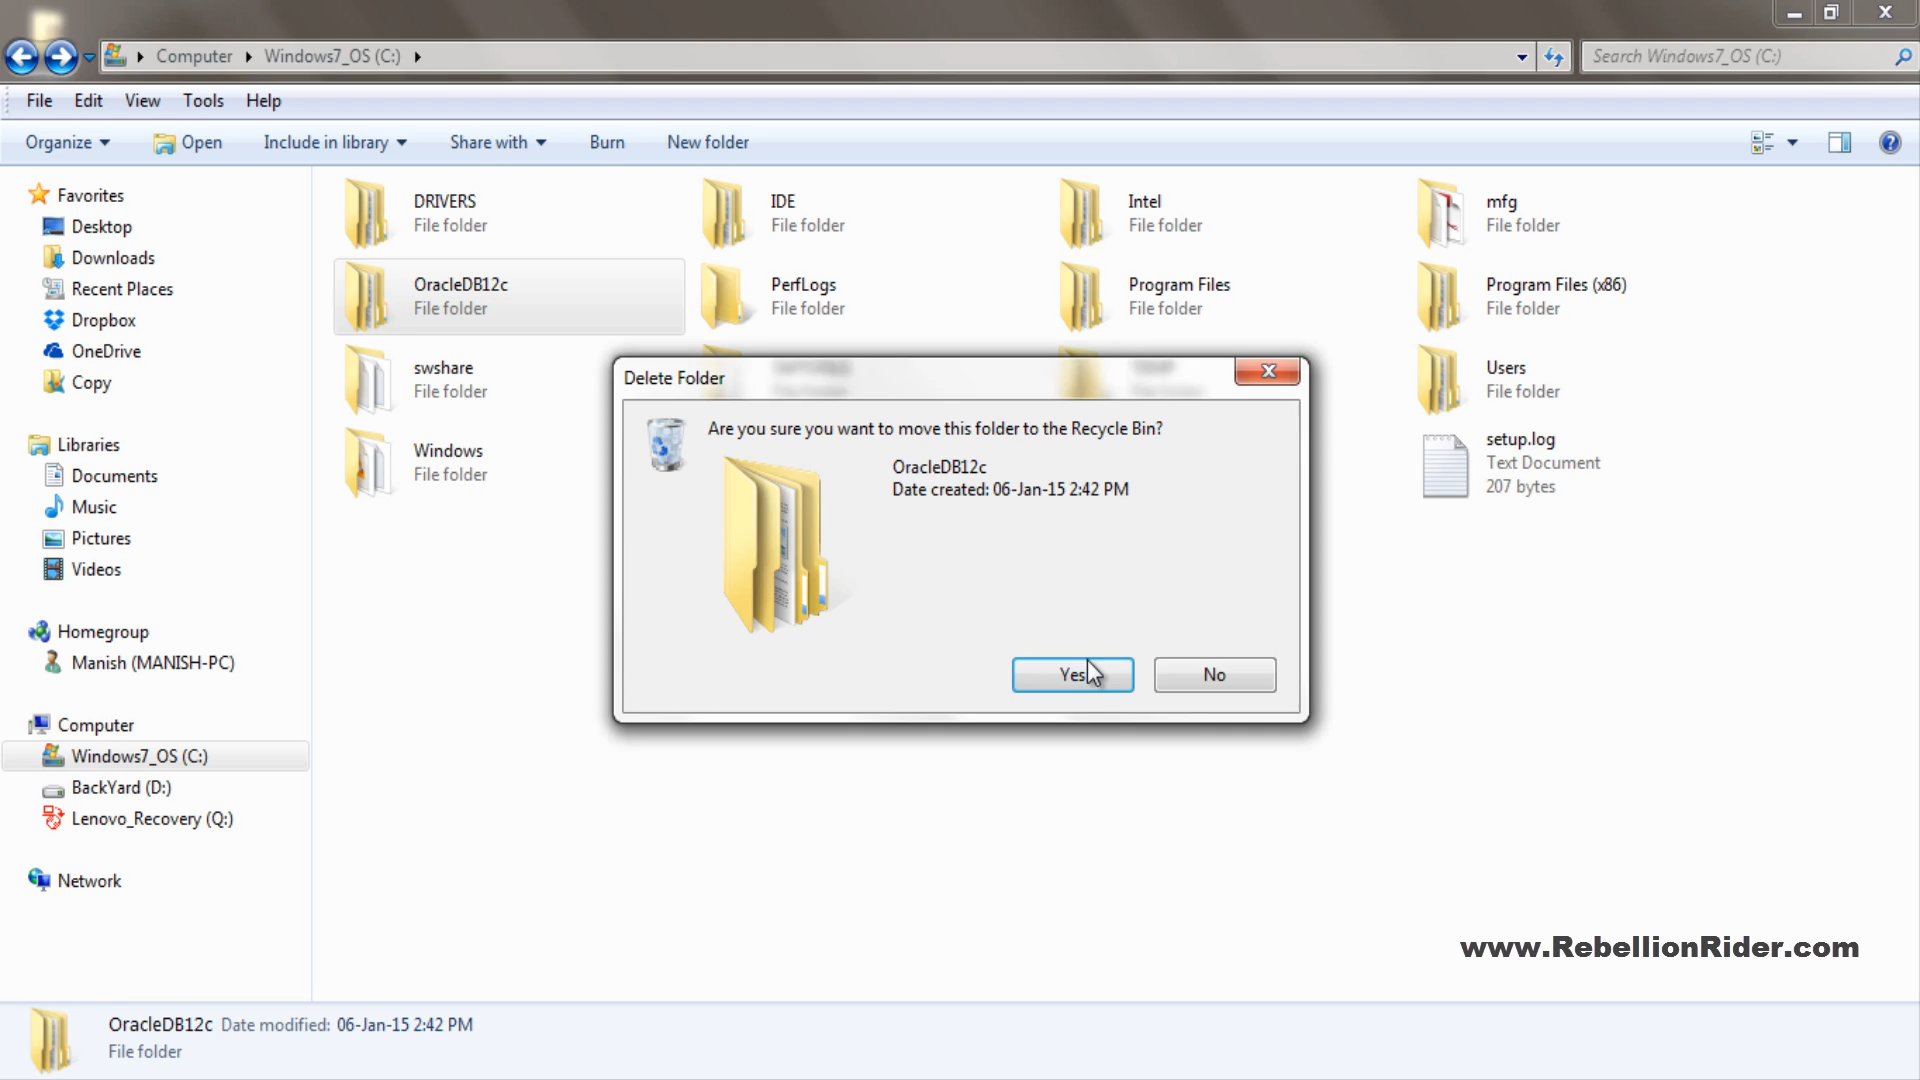 Computer
Windows7_OS (C:)
Search Windows7_OS (C:)
File Edit View Tools Help
Organize Open Include in library Share with Burn New folder
Favorites
Desktop
Downloads
Recent Places
Dropbox
OneDrive
Copy
Libraries
Documents
Music
Pictures
Videos
Homegroup
Manish (MANISH-PC)
Computer
Windows7_OS (C:)
BackYard (D:)
Lenovo_Recovery (Q:)
Network
DRIVERS
File folder
IDE
File folder
Intel
File folder
mfg
File folder
OracleDB12c
File folder
PerfLogs
File folder
Program Files
File folder
Program Files (x86)
File folder
swshare
File folder
Users
File folder
Windows
File folder
setup.log
Text Document
207 bytes
Delete Folder
Are you sure you want to move this folder to the Recycle Bin?
OracleDB12c
Date created: 06-Jan-15 2:42 PM
Yes
No
www.RebellionRider.com
OracleDB12c Date modified: 06-Jan-15 2:42 PM
File folder